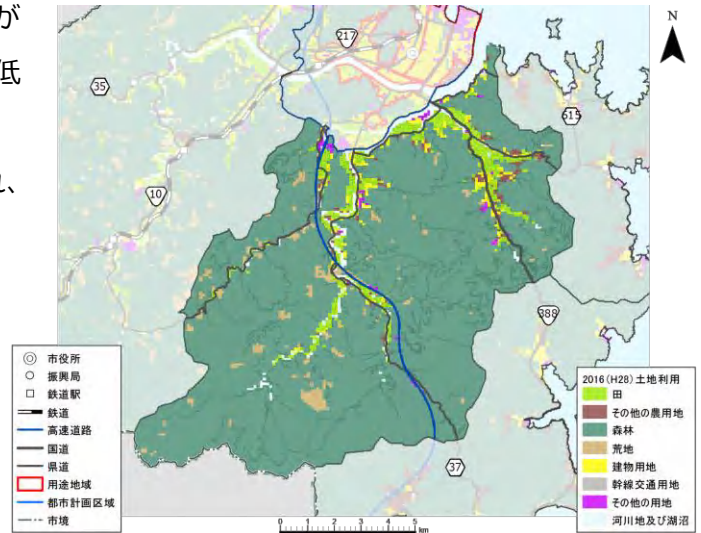 が
低
れ、
N
217
35
10
515
388
37
市役所
振興局
鉄道駅
鉄道
高速道路
国道
県道
用途地域
都市計画区域
市境
2016(H28)土地利用
田
その他の農用地
森林
荒地
建物用地
幹線交通用地
その他の用地
河川地及び湖沼
0 1 2 3 4 5
km